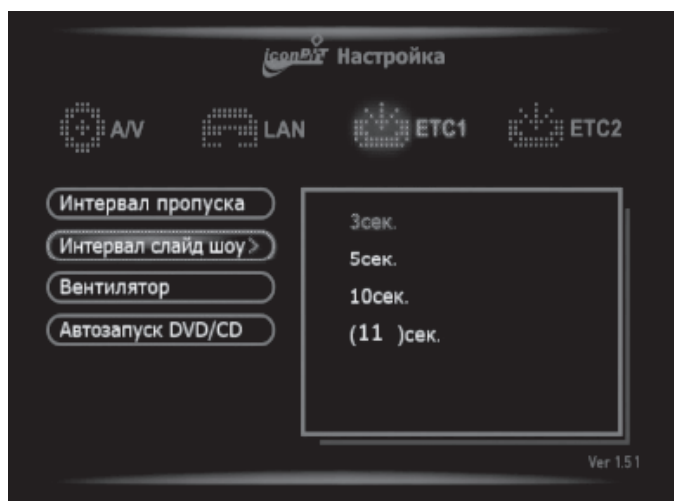 iconBiT Настройка
A/V LAN ETC1 ETC2
Интервал пропуска
Интервал слайд шоу >
Вентилятор
Автозапуск DVD/CD
3сек.
5сек.
10сек.
(11 )сек.
Ver 1.51